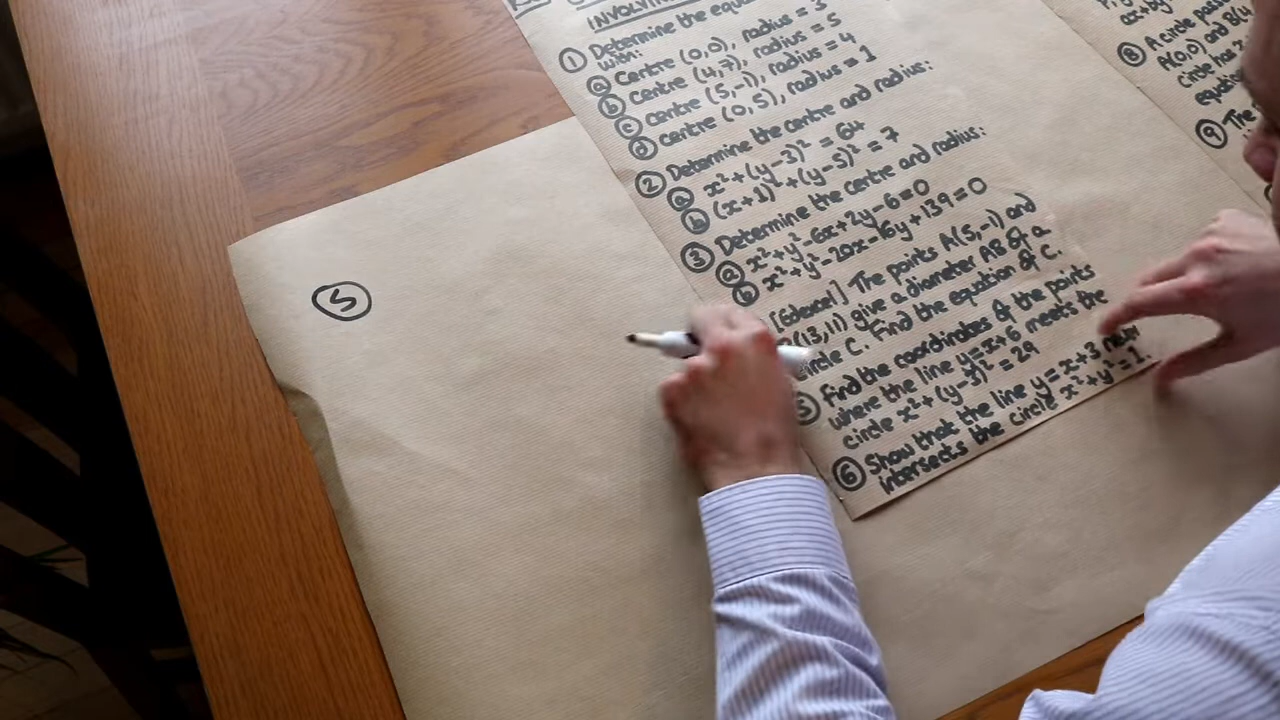 INVOLVIN
① Determine the equa
with:
ⓐ Centre (0,0), radius = 3
ⓑ centre (4,7), radius = 5
ⓒ centre (5,-1), radius = 4
ⓓ centre (0,5), radius = 1
② Determine the centre and radius:
ⓐ x²+(y-3)² = 64
ⓑ (x+1)²+(y-5)² = 7
③ Determine the centre and radius:
ⓐ x²+y²-6x+2y-6=0
ⓑ x²+y²-20x-16y+139=0
[Edexcel] The points A(5,-1) and
(13,11) give a diameter AB of a
circle C. Find the equation of C.
⑤ Find the coordinates of the points
where the line y=x+6 meets the
circle x²+(y-3)² = 29
⑥ Show that the line y=x+3 never
intersects the circle x²+y²=1.
⑤
ax+by
⑧ A circle pass
A(0,0) and B(4
circle has
equation
⑨ The